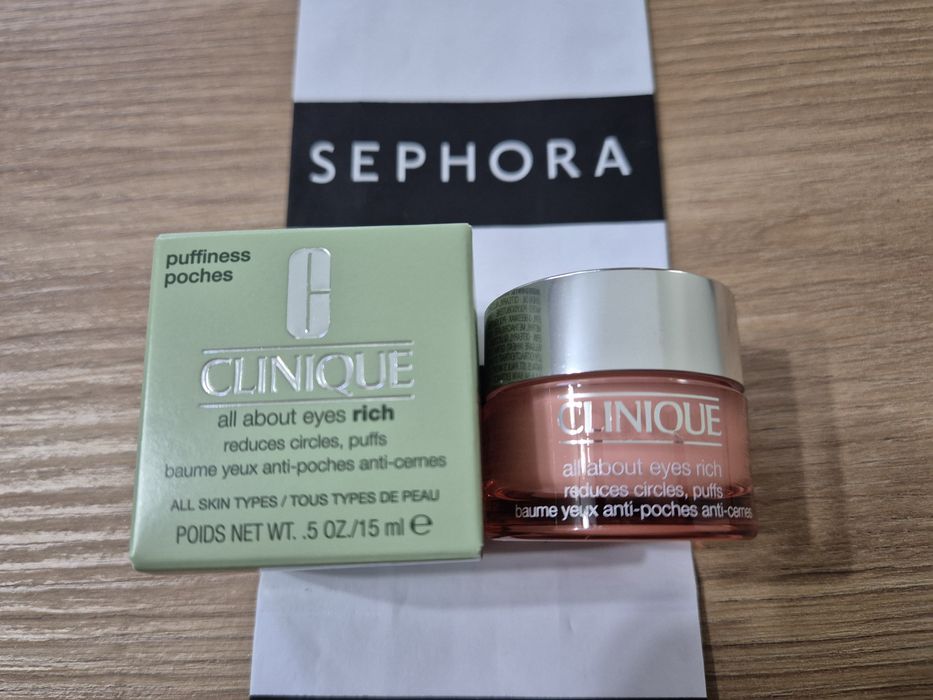 SEPHORA
puffiness
poches
CLINIQUE
all about eyes rich
reduces circles, puffs
baume yeux anti-poches anti-cernes
ALL SKIN TYPES / TOUS TYPES DE PEAU
POIDS NET WT. .5 OZ./15 ml ℮
CLINIQUE
all about eyes rich
reduces circles, puffs
baume yeux anti-poches anti-cernes